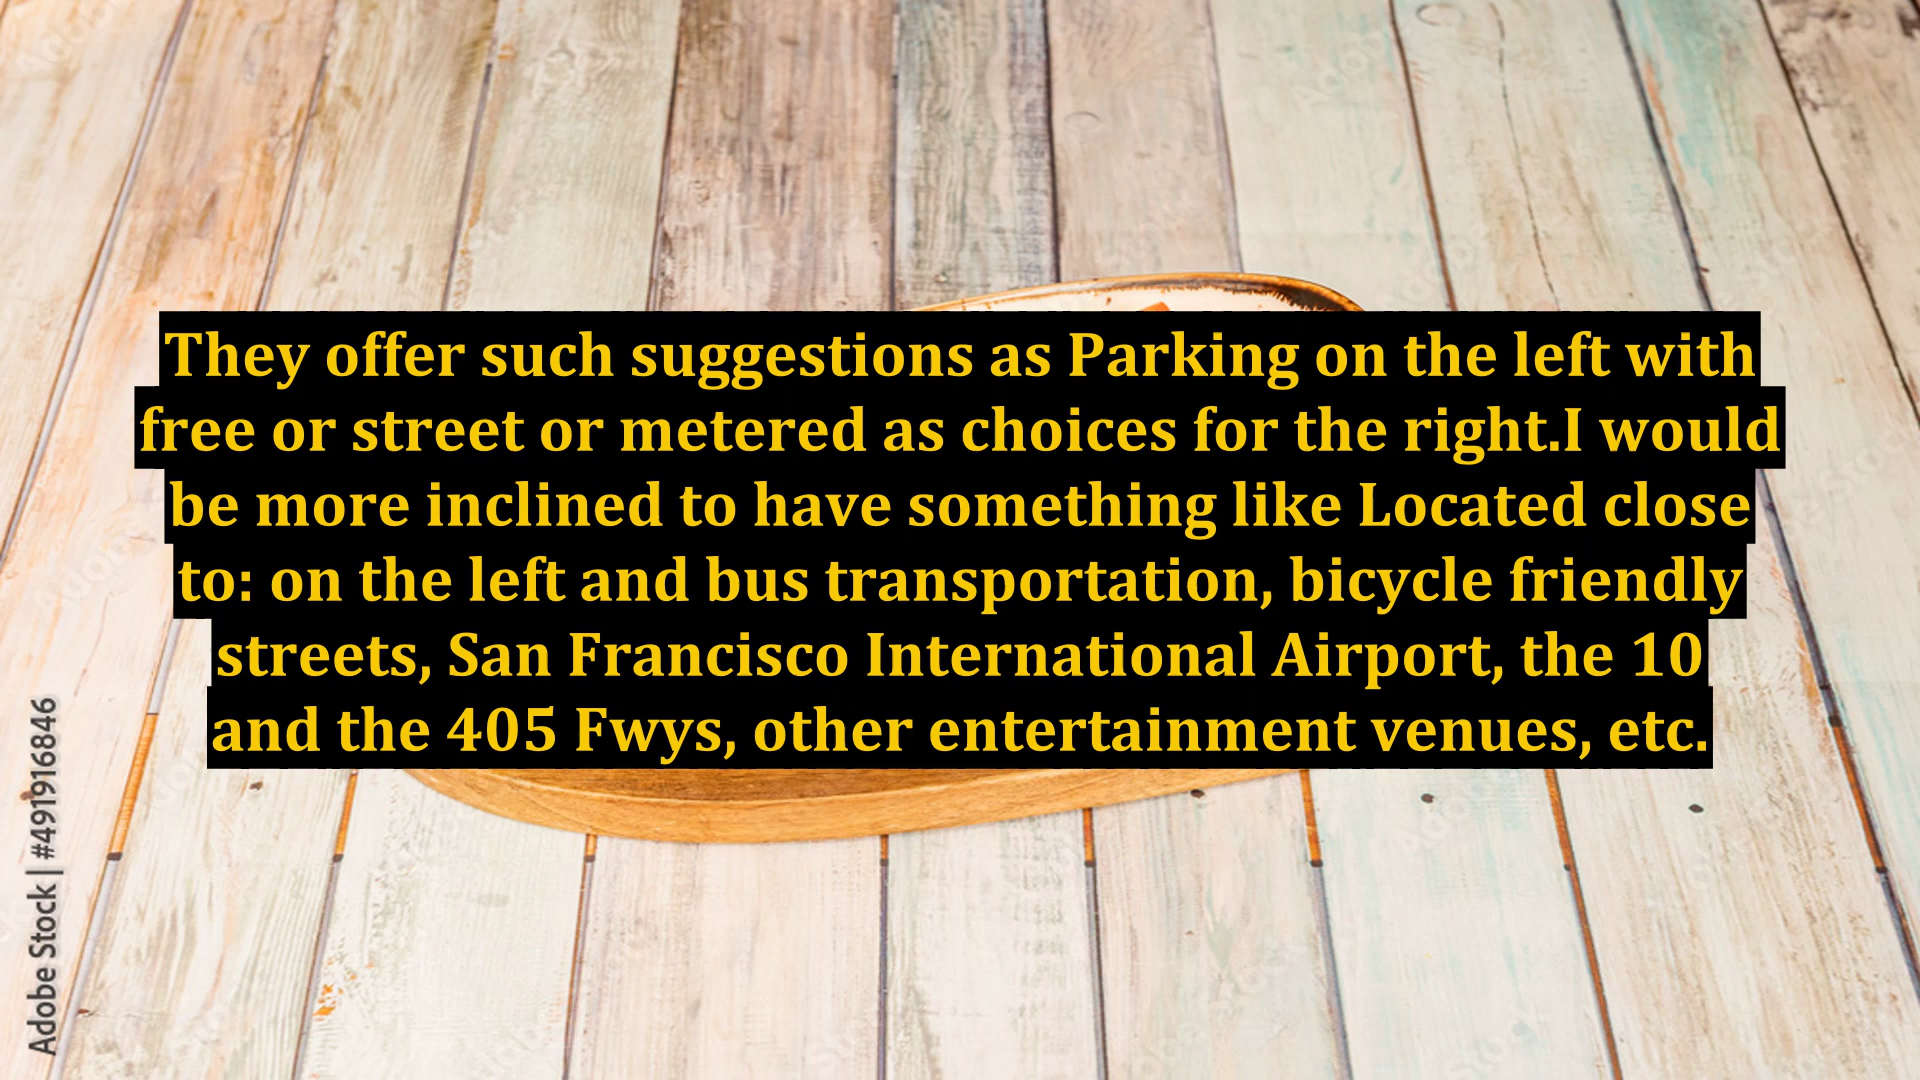 They offer such suggestions as Parking on the left with
free or street or metered as choices for the right.I would
be more inclined to have something like Located close
to: on the left and bus transportation, bicycle friendly
streets, San Francisco International Airport, the 10
and the 405 Fwys, other entertainment venues, etc.
Adobe Stock | #491916846